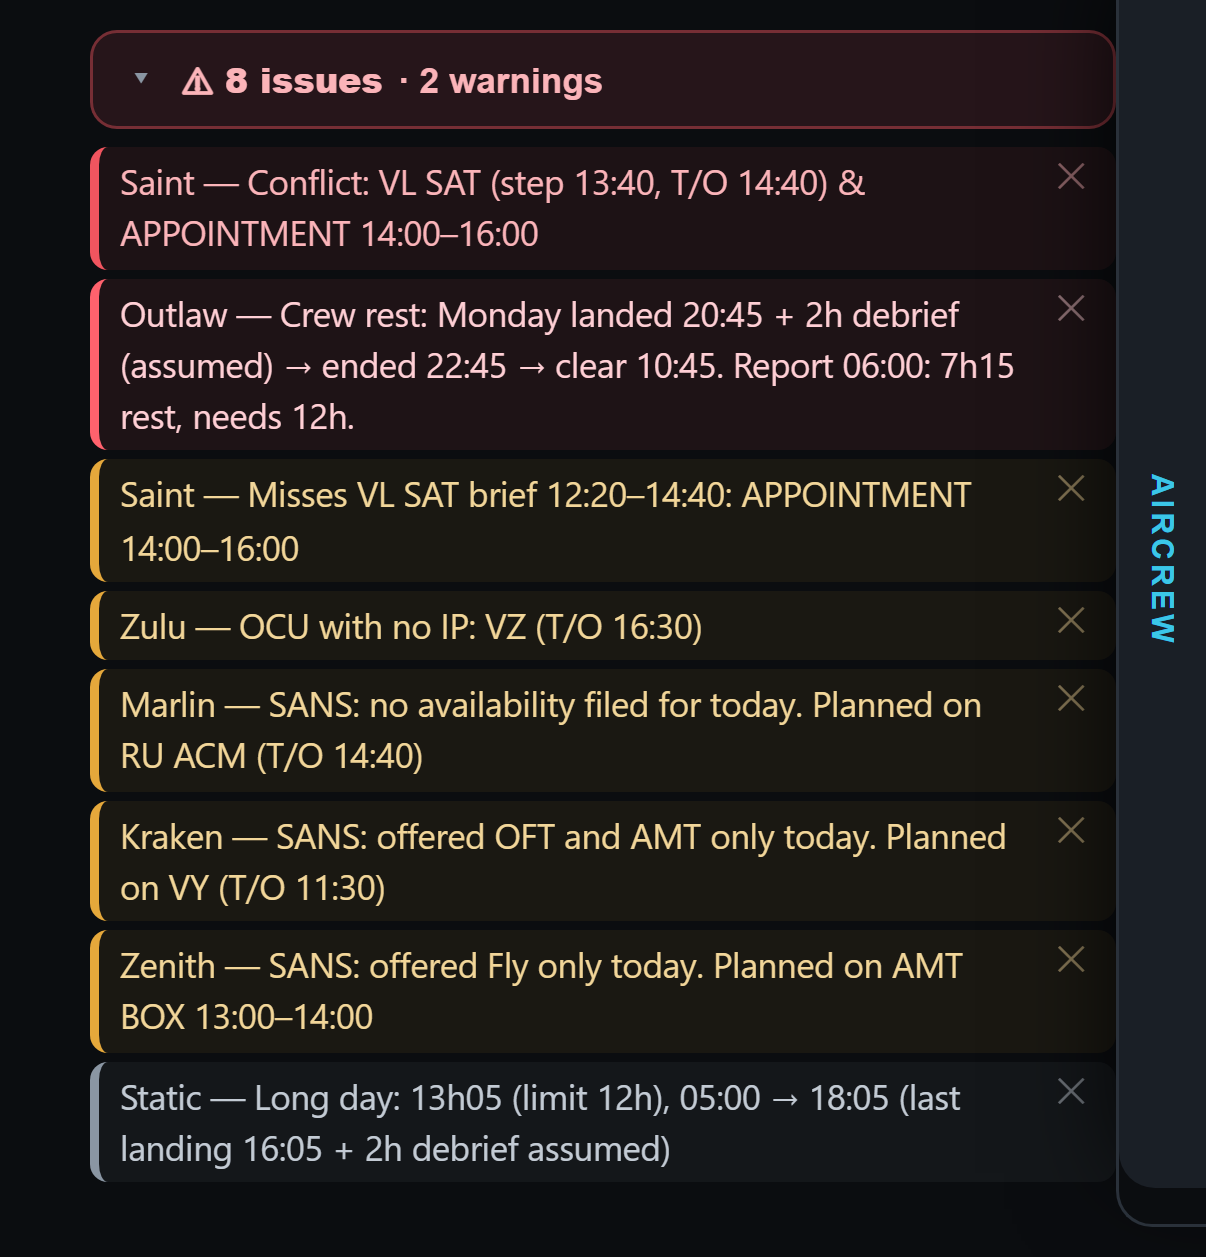 ▼ ⚠ 8 issues · 2 warnings
Saint — Conflict: VL SAT (step 13:40, T/O 14:40) &
APPOINTMENT 14:00–16:00
Outlaw — Crew rest: Monday landed 20:45 + 2h debrief
(assumed) → ended 22:45 → clear 10:45. Report 06:00: 7h15
rest, needs 12h.
Saint — Misses VL SAT brief 12:20–14:40: APPOINTMENT
14:00–16:00
Zulu — OCU with no IP: VZ (T/O 16:30)
Marlin — SANS: no availability filed for today. Planned on
RU ACM (T/O 14:40)
Kraken — SANS: offered OFT and AMT only today. Planned
on VY (T/O 11:30)
Zenith — SANS: offered Fly only today. Planned on AMT
BOX 13:00–14:00
Static — Long day: 13h05 (limit 12h), 05:00 → 18:05 (last
landing 16:05 + 2h debrief assumed)
AIRCREW